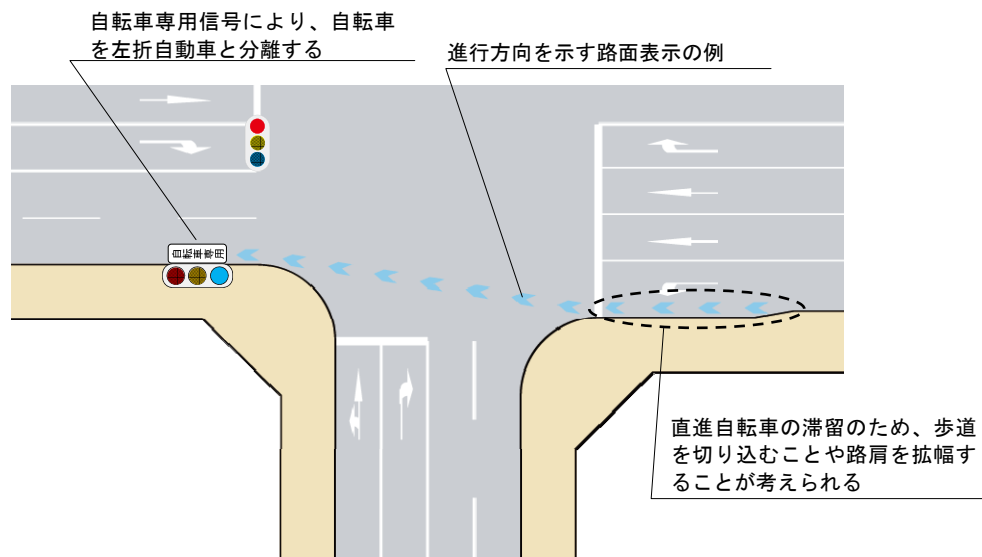 自転車専用信号により、自転車
を左折自動車と分離する
進行方向を示す路面表示の例
自転車専用
直進自転車の滞留のため、歩道
を切り込むことや路肩を拡幅す
ることが考えられる